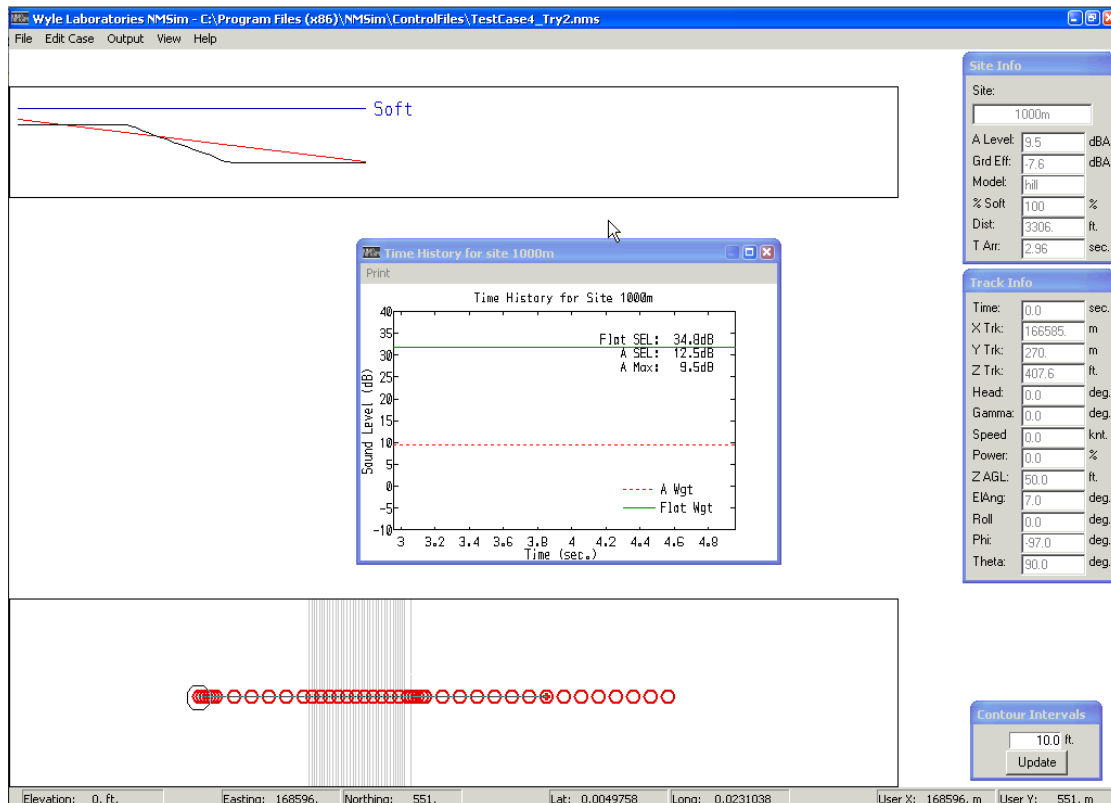 Wyle Laboratories NMSim - C:\Program Files (x86)\NMSim\ControlFiles\TestCase4_Try2.nms
File Edit Case Output View Help
Soft
Site Info
Site:
1000m
A Level: 9.5 dBA
Grd Eff: -7.6 dBA
Model: hill
% Soft 100 %
Dist: 3306. ft.
T Arr: 2.96 sec.
Time History for site 1000m
Print
Time History for Site 1000m
Flat SEL: 34.8dB
A SEL: 12.5dB
A Max: 9.5dB
Sound Level (dB)
40
35
30
25
20
15
10
5
0
-5
-10
A Wgt
Flat Wgt
3 3.2 3.4 3.6 3.8 4 4.2 4.4 4.6 4.8
Time (sec.)
Track Info
Time: 0.0 sec.
X Trk: 166585. m
Y Trk: 270. m
Z Trk: 407.6 ft.
Head: 0.0 deg.
Gamma: 0.0 deg.
Speed 0.0 knt.
Power: 0.0 %
Z AGL: 50.0 ft.
ElAng: 7.0 deg.
Roll 0.0 deg.
Phi: -97.0 deg.
Theta: 90.0 deg.
Contour Intervals
10.0 ft.
Update
Elevation: 0. ft. Easting: 168596. Northing: 551. Lat: 0.0049758 Long: 0.0231038 User X: 168596. m User Y: 551. m